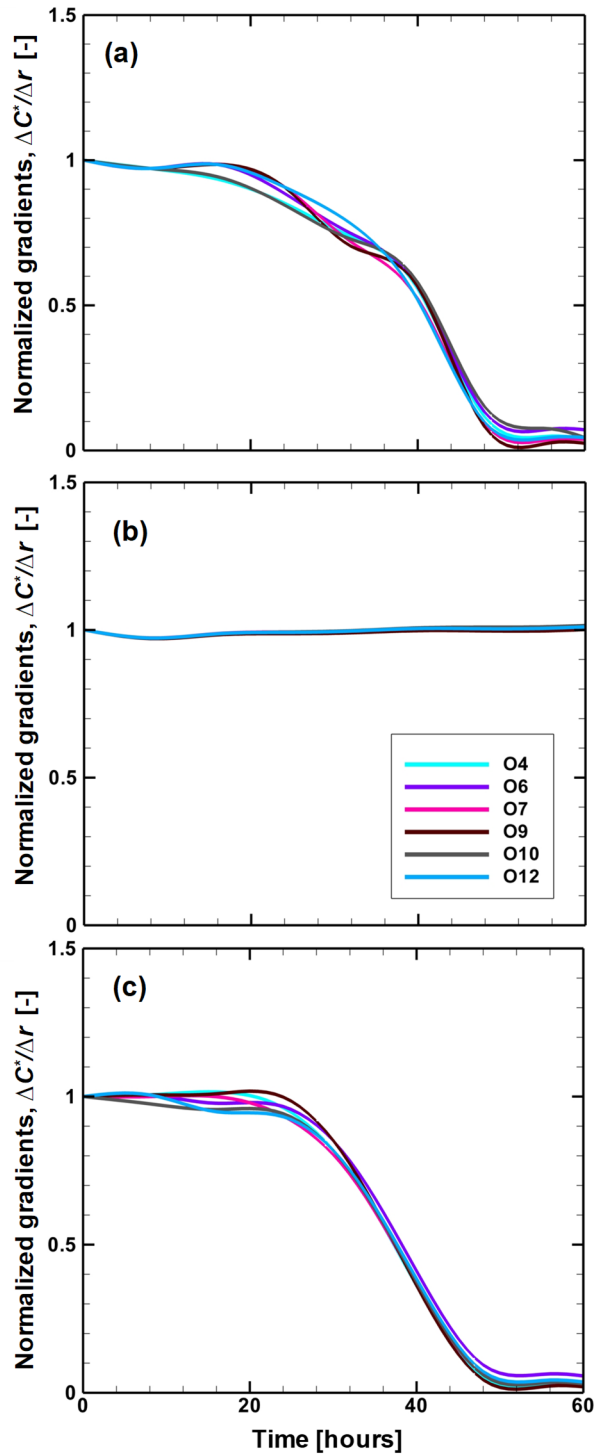 1.5
(a)
1
0.5
0
Normalized gradients, ΔC*/Δr [-]
1.5
(b)
1
0.5
0
Normalized gradients, ΔC*/Δr [-]
O4
O6
O7
O9
O10
O12
1.5
(c)
1
0.5
0
Normalized gradients, ΔC*/Δr [-]
0 20 40 60
Time [hours]